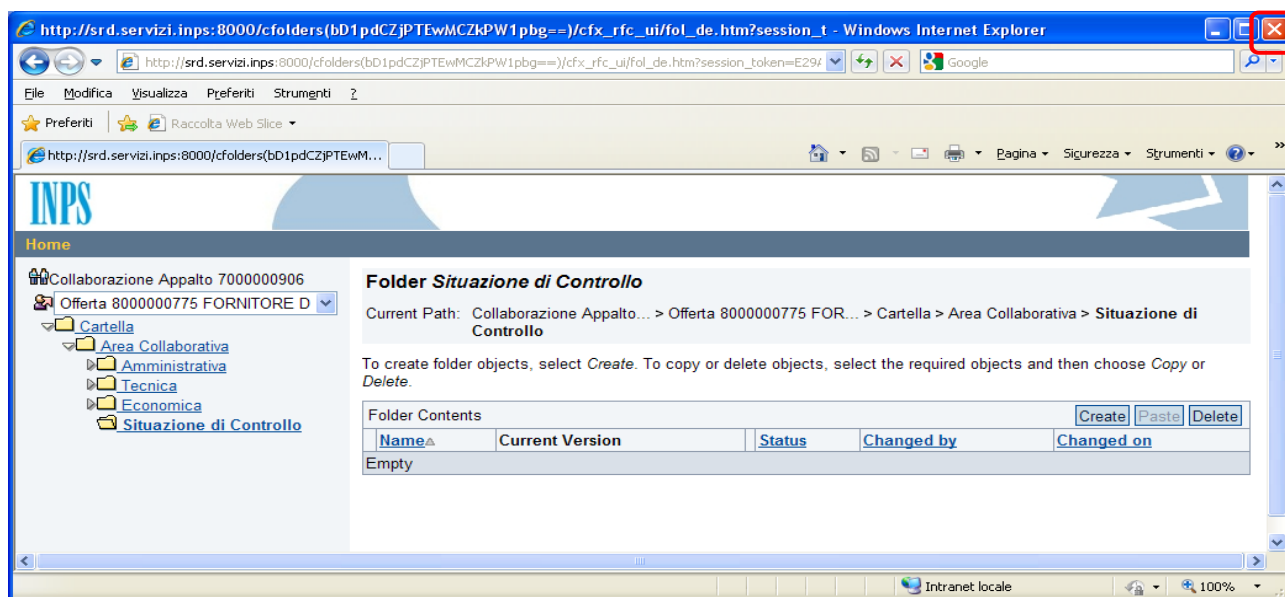 http://srd.servizi.inps:8000/cfolders(bD1pdCZjPTEwMCZkPW1pbg==)/cfx_rfc_ui/fol_de.htm?session_t - Windows Internet Explorer
http://srd.servizi.inps:8000/cfolders(bD1pdCZjPTEwMCZkPW1pbg==)/cfx_rfc_ui/fol_de.htm?session_token=E29 Google
File Modifica Visualizza Preferiti Strumenti ?
Preferiti Raccolta Web Slice
http://srd.servizi.inps:8000/cfolders(bD1pdCZjPTEwM... Pagina Sicurezza Strumenti »
INPS
Home
Collaborazione Appalto 7000000906
Offerta 8000000775 FORNITORE D
Cartella
Area Collaborativa
Amministrativa
Tecnica
Economica
Situazione di Controllo
Folder Situazione di Controllo
Current Path: Collaborazione Appalto... > Offerta 8000000775 FOR... > Cartella > Area Collaborativa > Situazione di
Controllo
To create folder objects, select Create. To copy or delete objects, select the required objects and then choose Copy or
Delete.
Folder Contents Create Paste Delete
Name Current Version Status Changed by Changed on
Empty
Intranet locale 100%